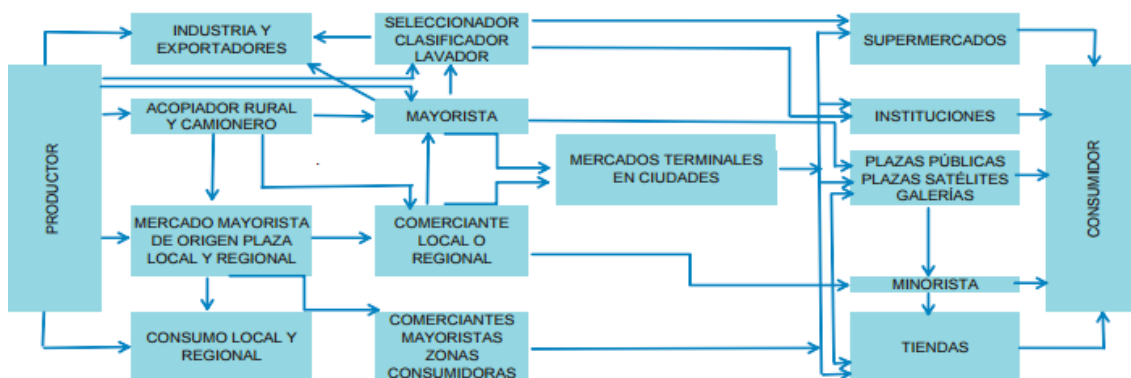 PRODUCTOR
INDUSTRIA Y
EXPORTADORES
SELECCIONADOR
CLASIFICADOR
LAVADOR
SUPERMERCADOS
ACOPIADOR RURAL
Y CAMIONERO
MAYORISTA
INSTITUCIONES
MERCADOS TERMINALES
EN CIUDADES
PLAZAS PÚBLICAS
PLAZAS SATÉLITES
GALERÍAS
MERCADO MAYORISTA
DE ORIGEN PLAZA
LOCAL Y REGIONAL
COMERCIANTE
LOCAL O
REGIONAL
MINORISTA
CONSUMO LOCAL Y
REGIONAL
COMERCIANTES
MAYORISTAS
ZONAS
CONSUMIDORAS
TIENDAS
CONSUMIDOR